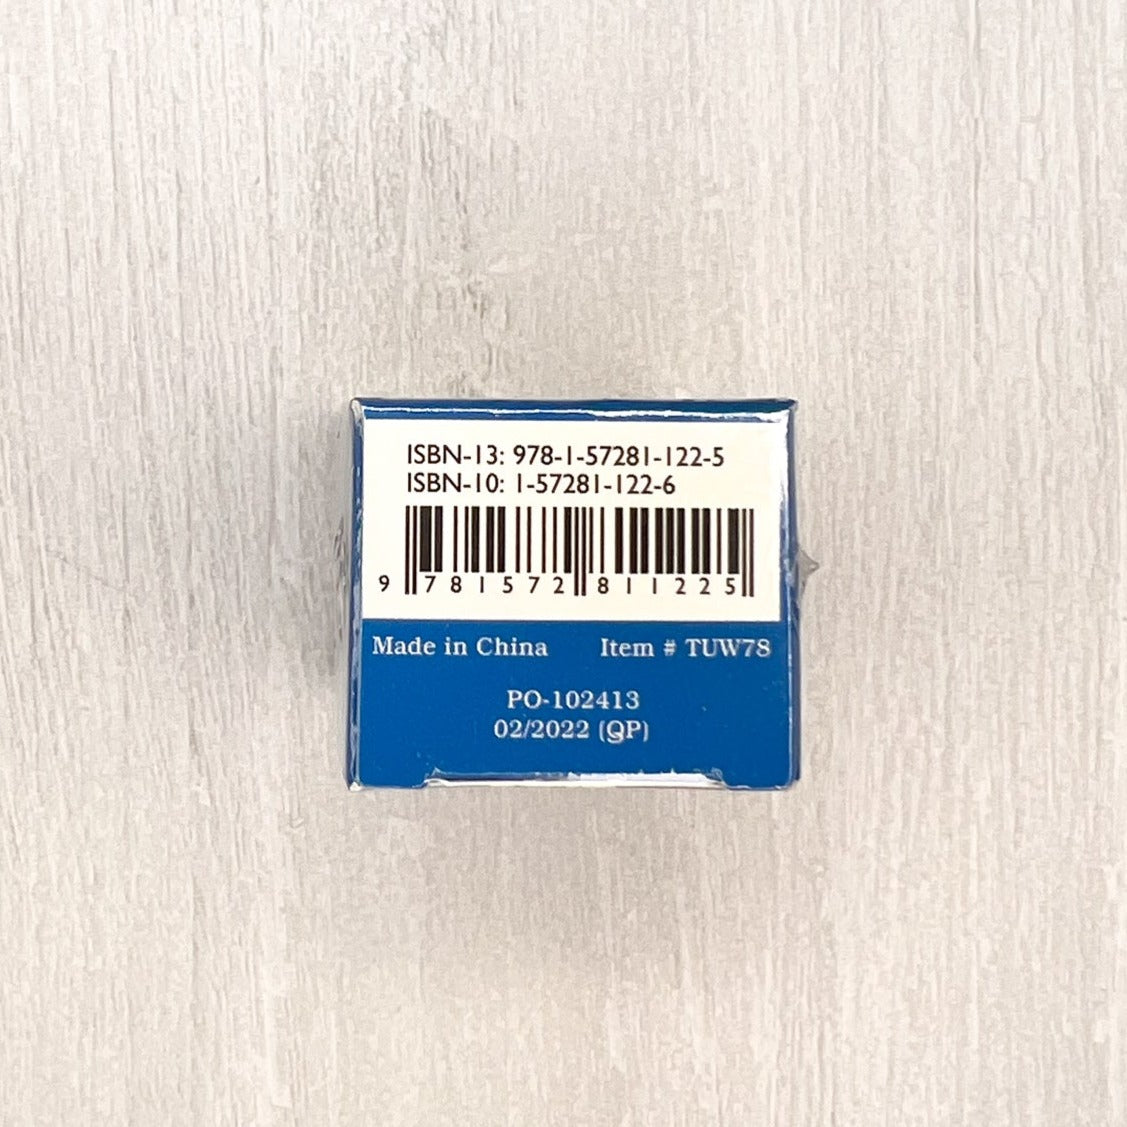 ISBN-13: 978-1-57281-122-5
ISBN-10: 1-57281-122-6
9 781572 811225
Made in China Item # TUW78
PO-102413
02/2022 (QP)